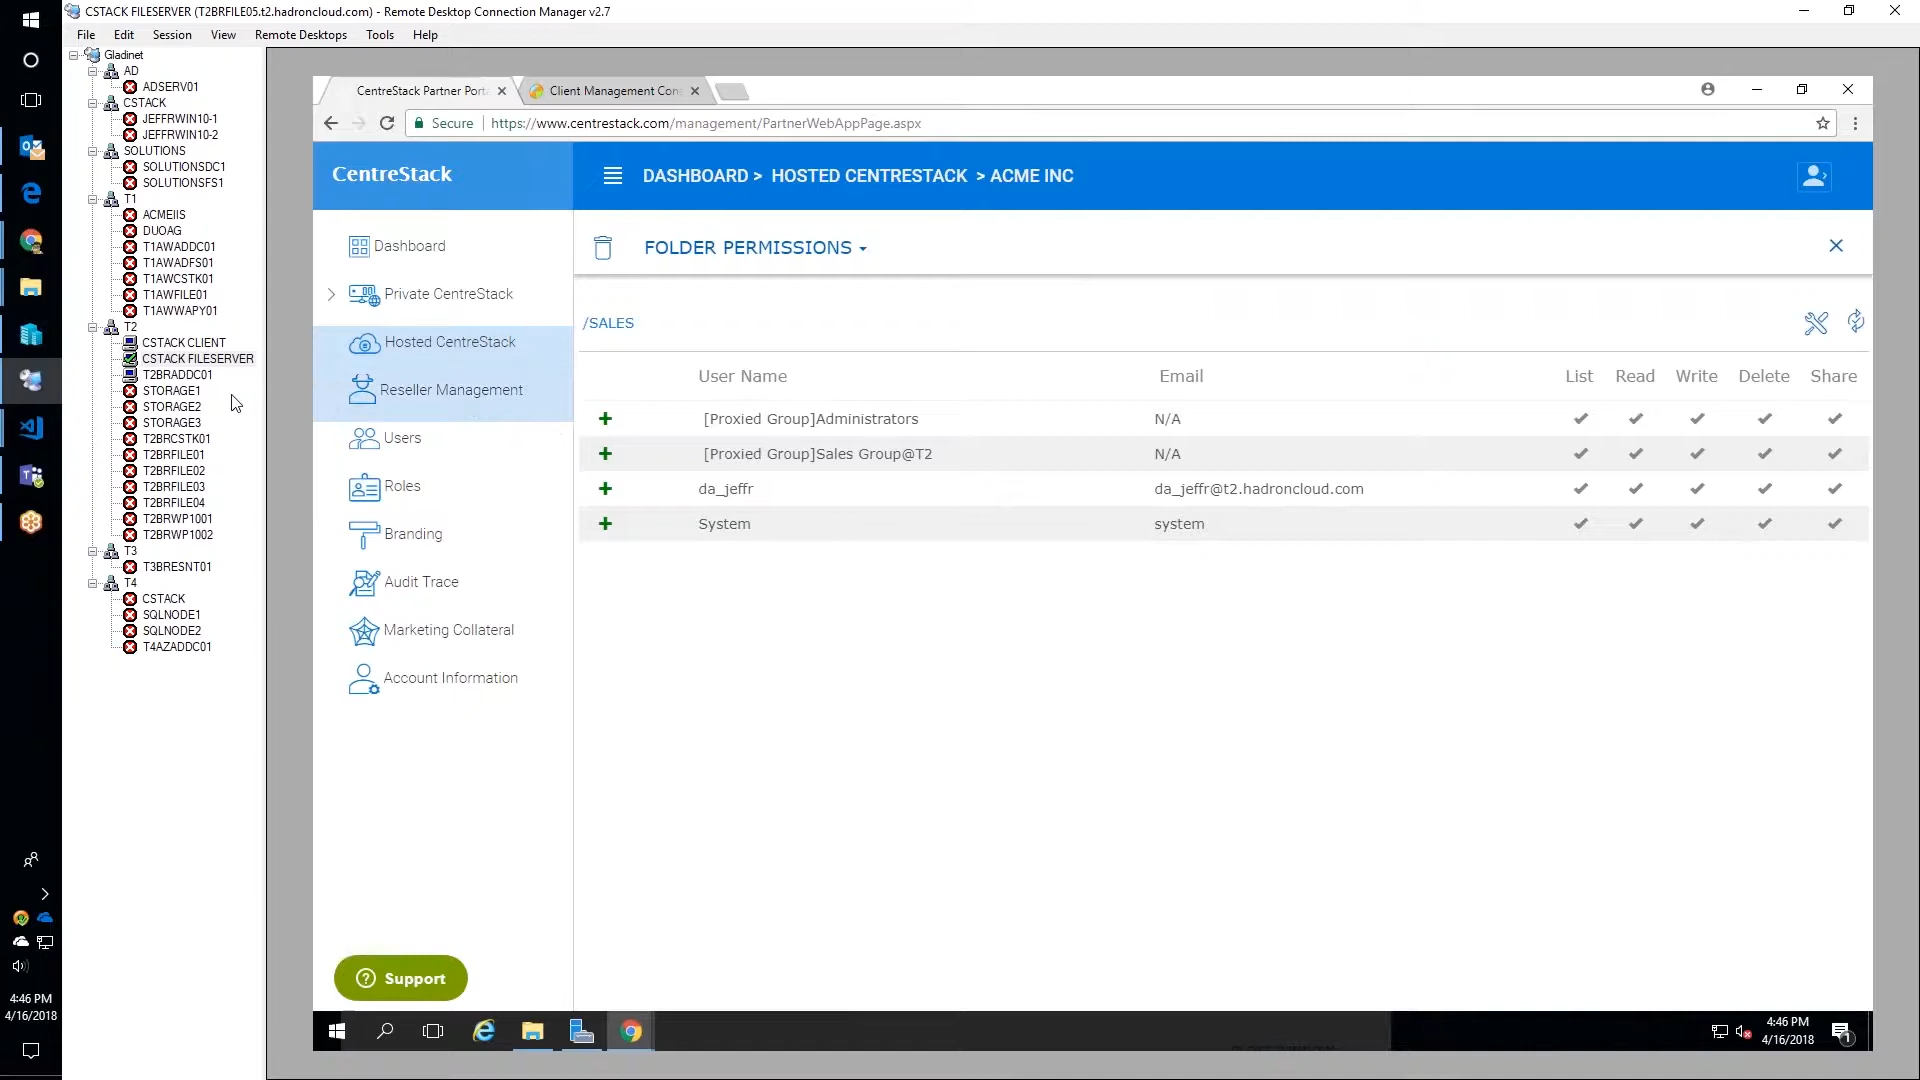 CSTACK FILESERVER (T2BRFILE05.t2.hadroncloud.com) - Remote Desktop Connection Manager v2.7
File Edit Session View Remote Desktops Tools Help
Gladinet
AD
ADSERV01
CSTACK
JEFFRWIN10-1
JEFFRWIN10-2
SOLUTIONS
SOLUTIONSDC1
SOLUTIONSFS1
T1
ACMEIIS
DUOAG
T1AWADDC01
T1AWADFS01
T1AWCSTK01
T1AWFILE01
T1AWWAPY01
T2
CSTACK CLIENT
CSTACK FILESERVER
T2BRADDC01
STORAGE1
STORAGE2
STORAGE3
T2BRCSTK01
T2BRFILE01
T2BRFILE02
T2BRFILE03
T2BRFILE04
T2BRWP1001
T2BRWP1002
T3
T3BRESNT01
T4
CSTACK
SQLNODE1
SQLNODE2
T4AZADDC01
4:46 PM
4/16/2018
CentreStack Partner Porta
Client Management Cons
Secure https://www.centrestack.com/management/PartnerWebAppPage.aspx
CentreStack
DASHBOARD > HOSTED CENTRESTACK > ACME INC
Dashboard
Private CentreStack
Hosted CentreStack
Reseller Management
Users
Roles
Branding
Audit Trace
Marketing Collateral
Account Information
Support
FOLDER PERMISSIONS
/SALES
User Name Email List Read Write Delete Share
[Proxied Group]Administrators N/A
[Proxied Group]Sales Group@T2 N/A
da_jeffr da_jeffr@t2.hadroncloud.com
System system
4:46 PM
4/16/2018
1